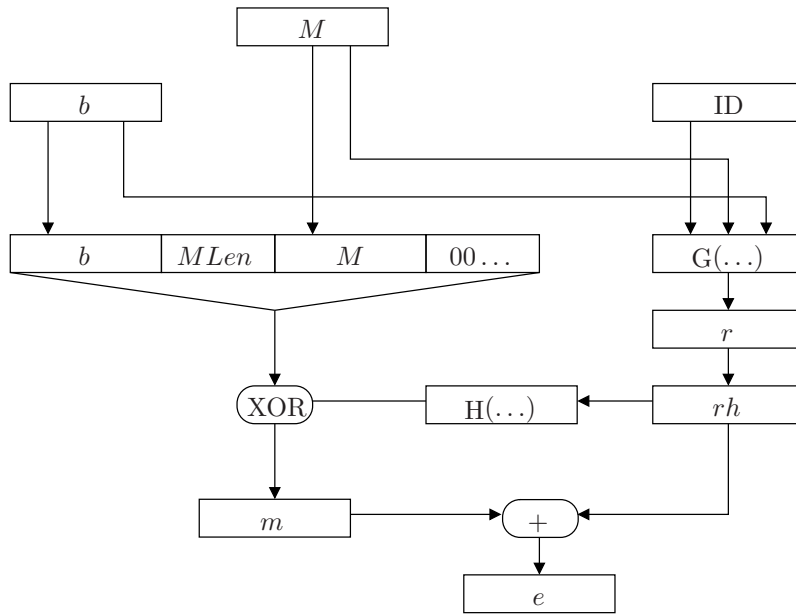 M
b
ID
b MLen M 00... G(...)
r
XOR H(...) rh
m +
e